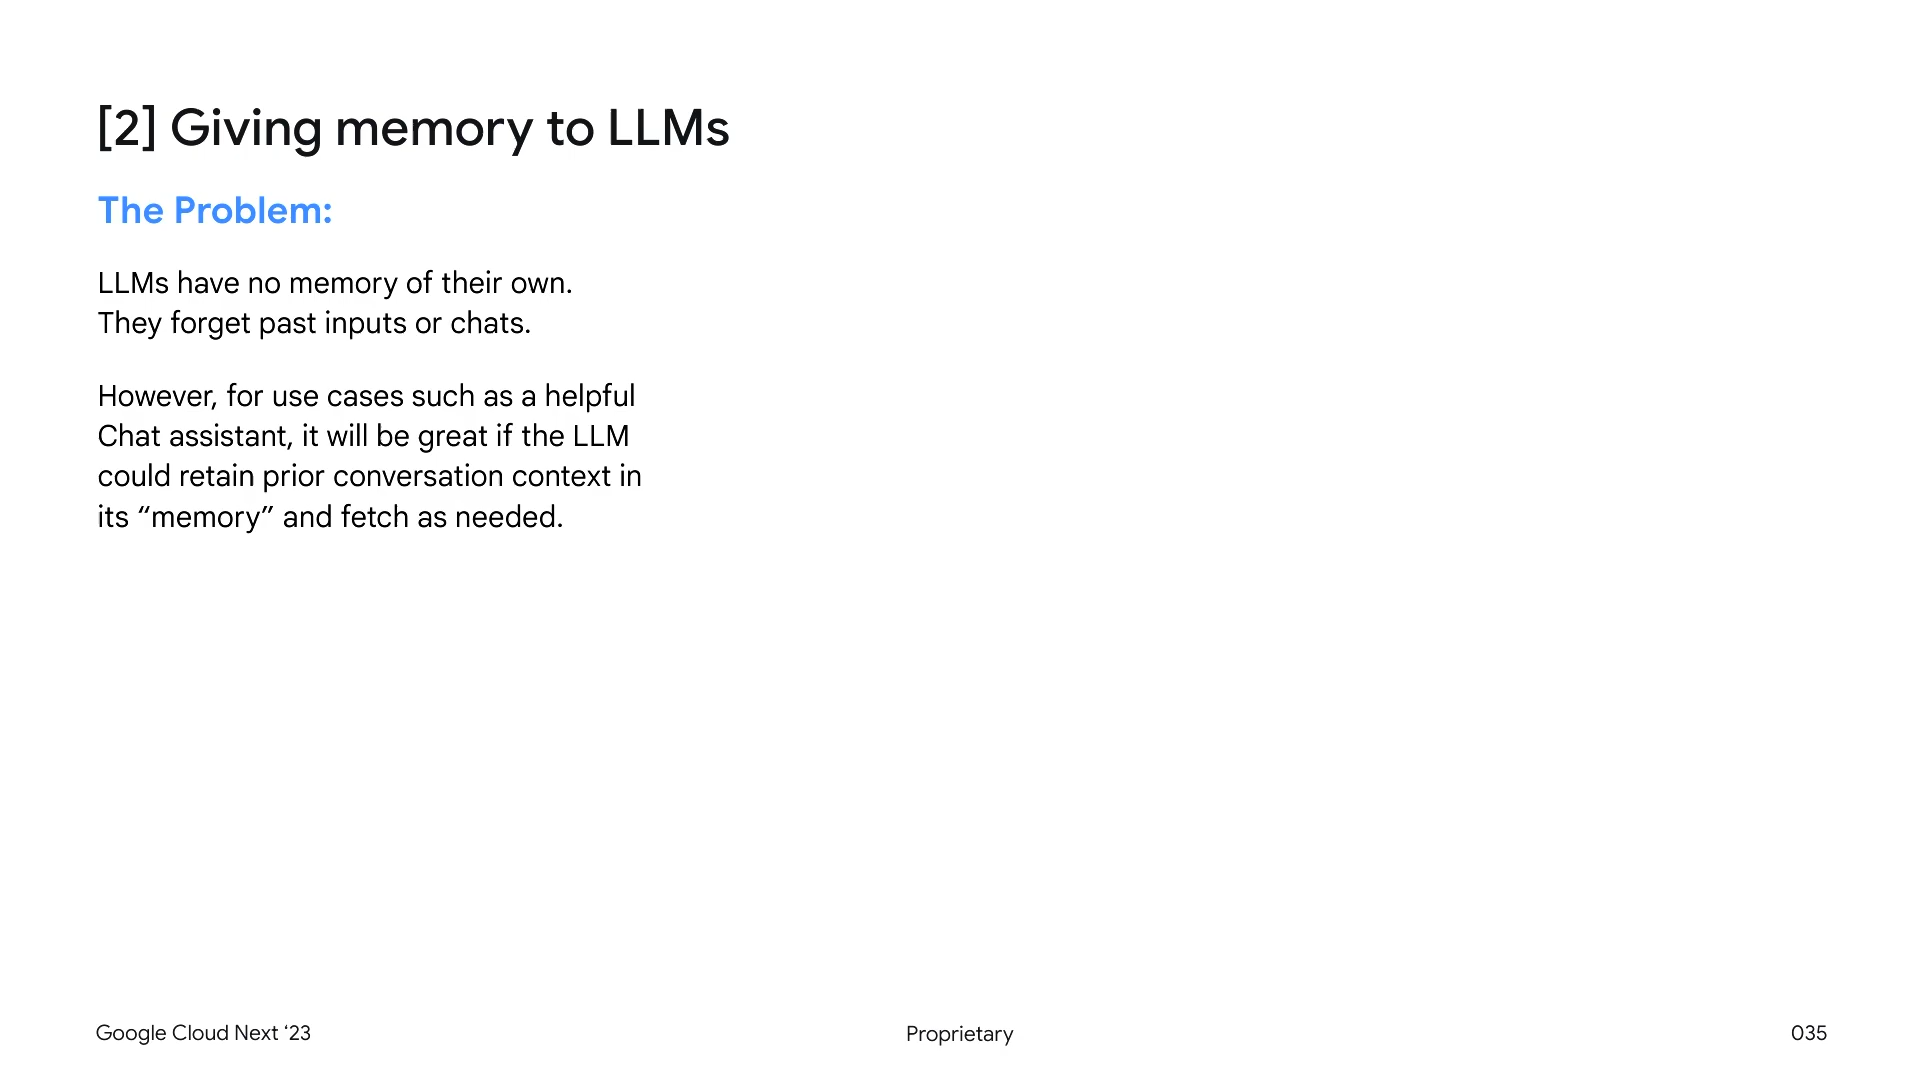 [2] Giving memory to LLMs
The Problem:
LLMs have no memory of their own.
They forget past inputs or chats.
However, for use cases such as a helpful
Chat assistant, it will be great if the LLM
could retain prior conversation context in
its “memory” and fetch as needed.
Google Cloud Next ‘23
Proprietary
035